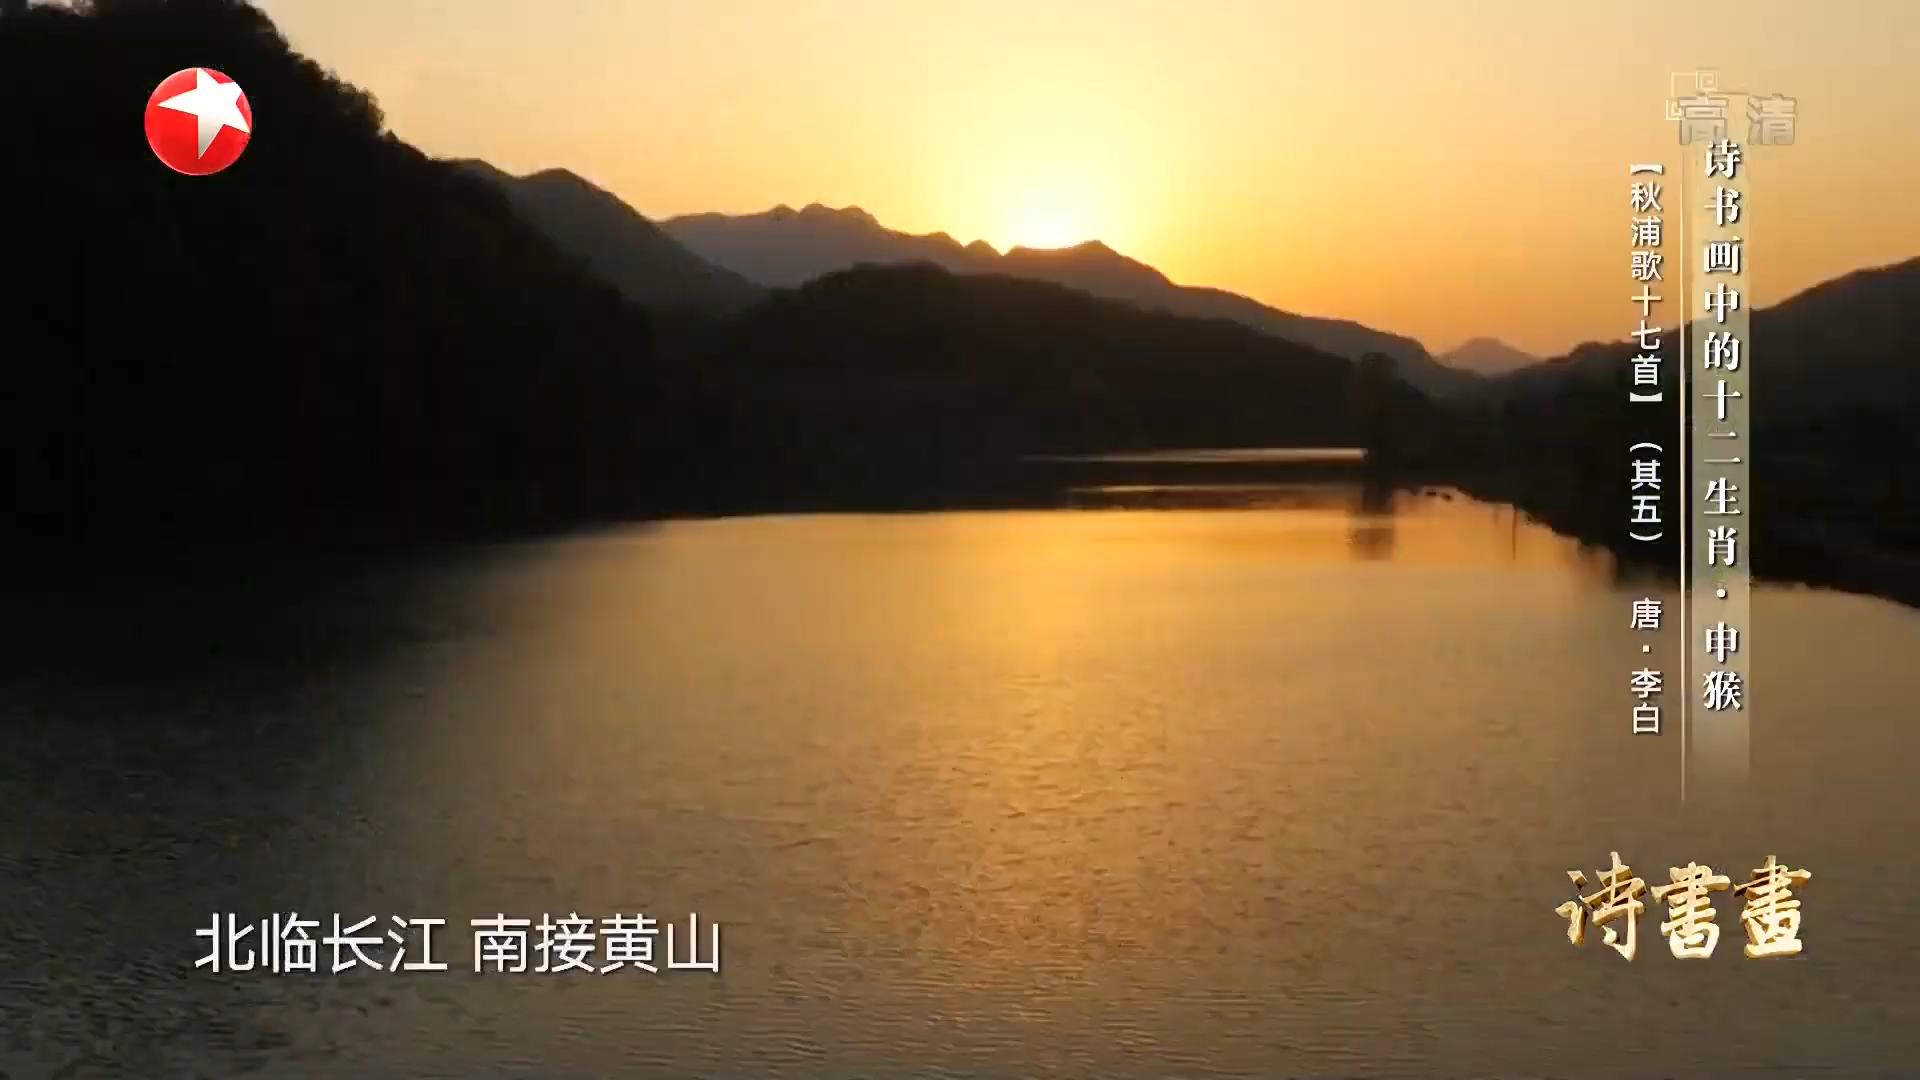 高清
诗书画中的十二生肖·申猴
【秋浦歌十七首】（其五） 唐·李白
诗書畫
北临长江 南接黄山